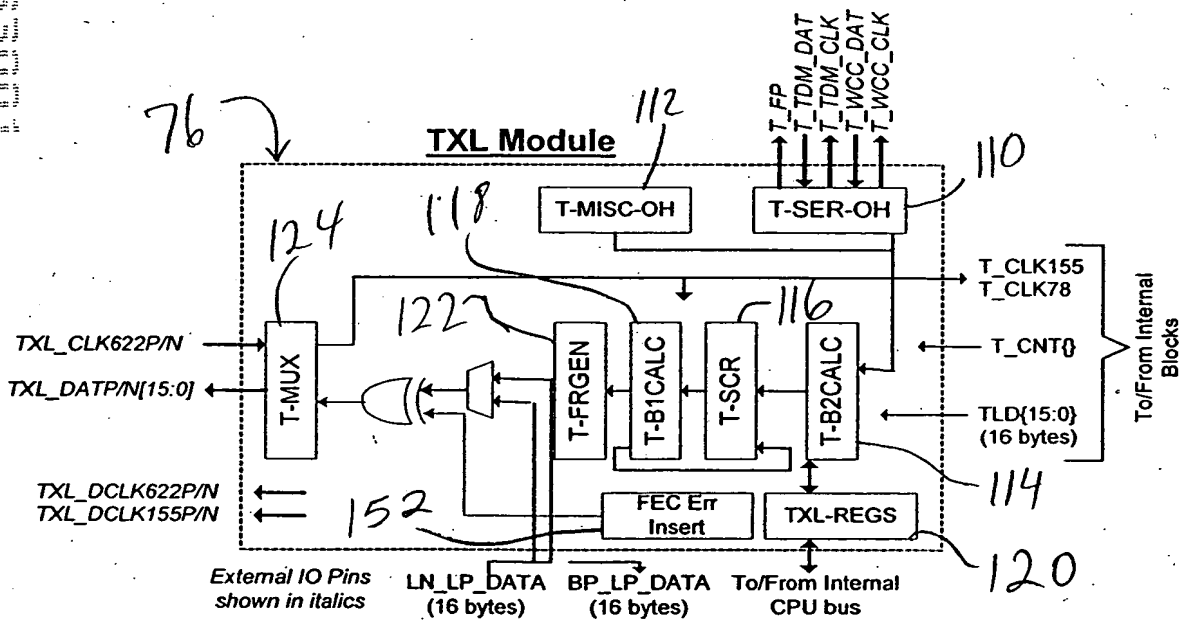 T_FP
T_TDM_DAT
T_TDM_CLK
T_WCC_DAT
T_WCC_CLK
76
TXL Module
112
110
T-MISC-OH
T-SER-OH
124
118
122
116
T_CLK155
T_CLK78
TXL_CLK622P/N
TXL_DATP/N[15:0]
T-MUX
T-FRGEN
T-B1CALC
T-SCR
T-B2CALC
T_CNT{}
TLD{15:0}
(16 bytes)
To/From Internal
Blocks
TXL_DCLK622P/N
TXL_DCLK155P/N
152
FEC Err
Insert
TXL-REGS
114
120
External IO Pins
shown in italics
LN_LP_DATA
(16 bytes)
BP_LP_DATA
(16 bytes)
To/From Internal
CPU bus